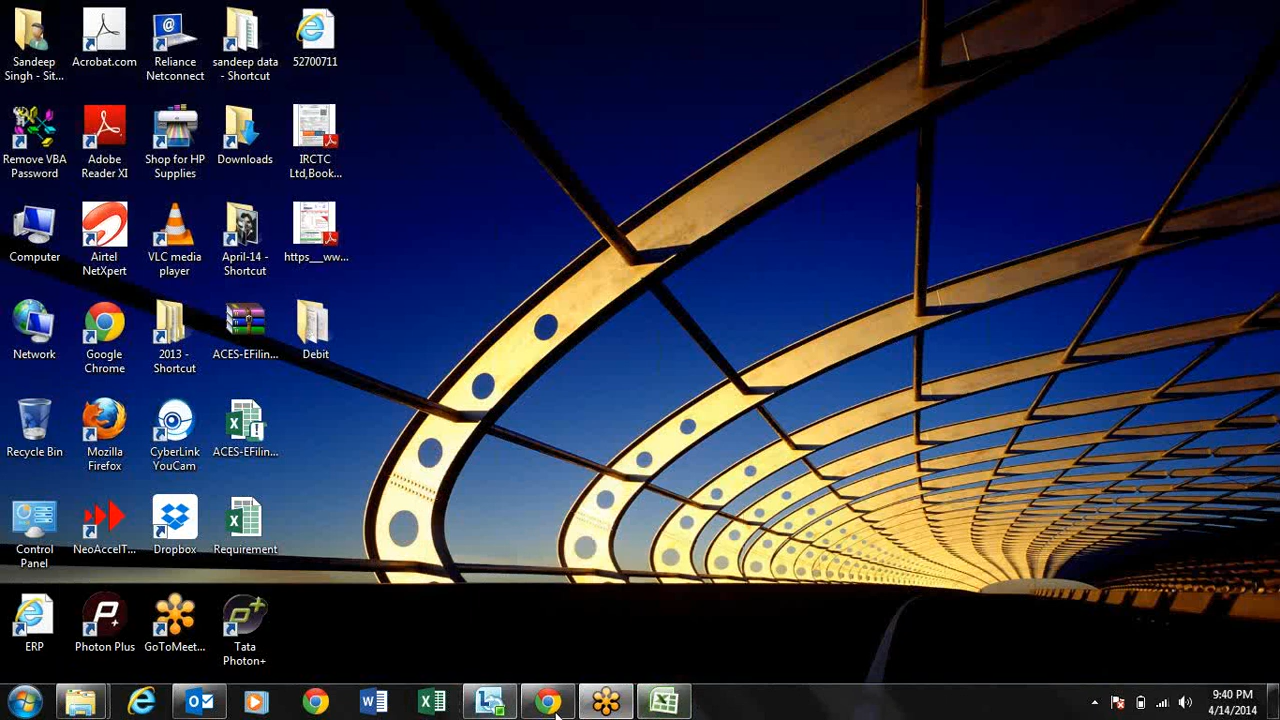 Sandeep
Singh - Sit...
Acrobat.com
Reliance
Netconnect
sandeep data
- Shortcut
52700711
Remove VBA
Password
Adobe
Reader XI
Shop for HP
Supplies
Downloads
IRCTC
Ltd,Book...
Computer
Airtel
NetXpert
VLC media
player
April-14 -
Shortcut
https___ww...
Network
Google
Chrome
2013 -
Shortcut
ACES-EFilin...
Debit
Recycle Bin
Mozilla
Firefox
CyberLink
YouCam
ACES-EFilin...
Control
Panel
NeoAccelT...
Dropbox
Requirement
ERP
Photon Plus
GoToMeet...
Tata
Photon+
9:40 PM
4/14/2014